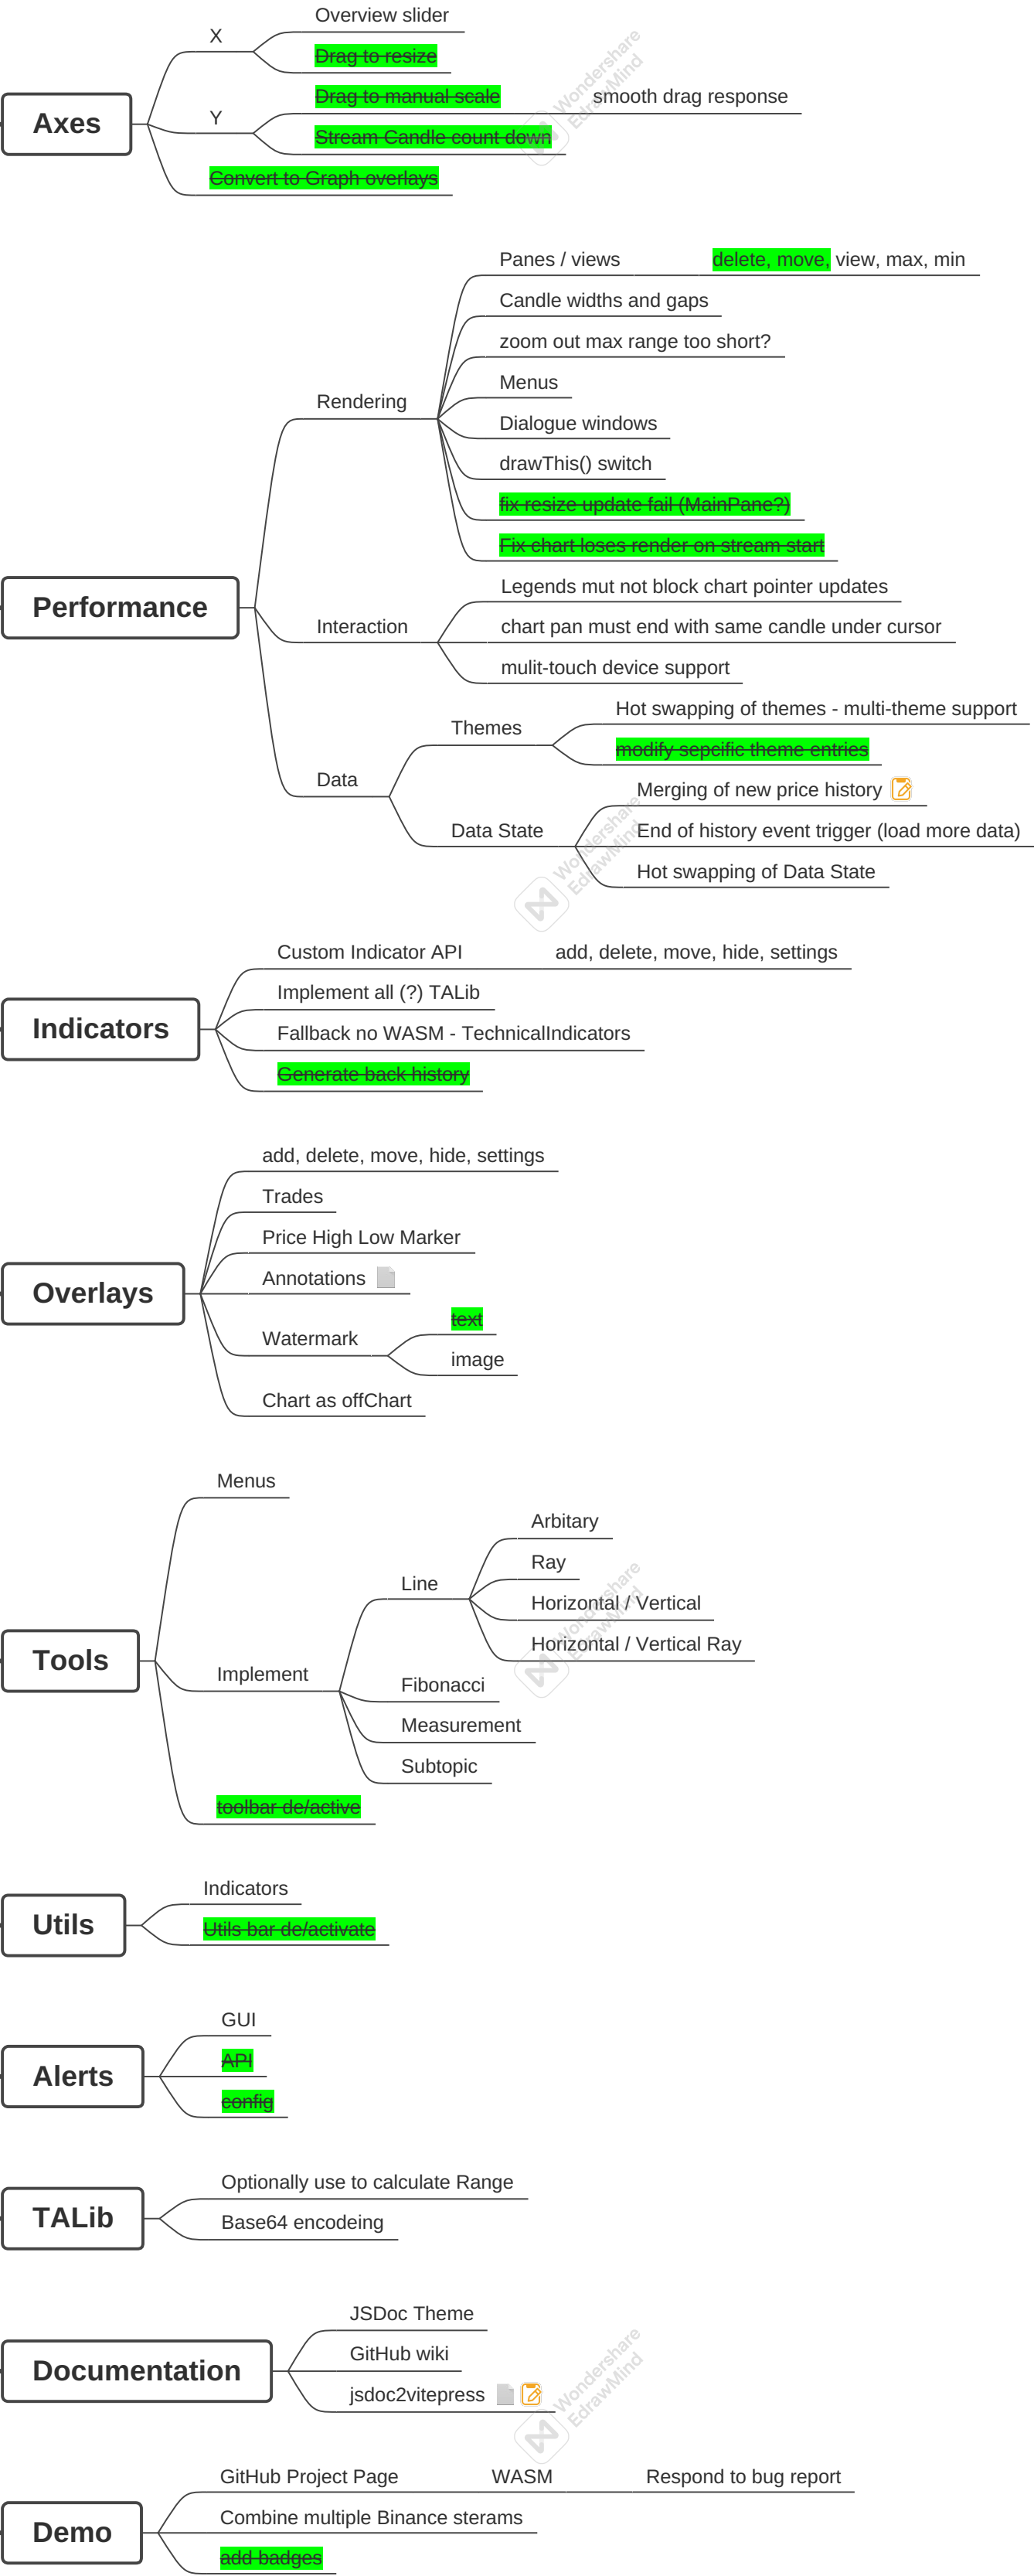 Axes
X
Overview slider
Drag to resize
Y
Drag to manual scale
smooth drag response
Stream Candle count down
Convert to Graph overlays
Wondershare
EdrawMind
Performance
Rendering
Panes / views
delete, move, view, max, min
Candle widths and gaps
zoom out max range too short?
Menus
Dialogue windows
drawThis() switch
fix resize update fail (MainPane?)
Fix chart loses render on stream start
Interaction
Legends mut not block chart pointer updates
chart pan must end with same candle under cursor
mulit-touch device support
Data
Themes
Hot swapping of themes - multi-theme support
modify sepcific theme entries
Data State
Merging of new price history
End of history event trigger (load more data)
Hot swapping of Data State
Wondershare
EdrawMind
Indicators
Custom Indicator API
add, delete, move, hide, settings
Implement all (?) TALib
Fallback no WASM - TechnicalIndicators
Generate back history
Overlays
add, delete, move, hide, settings
Trades
Price High Low Marker
Annotations
Watermark
text
image
Chart as offChart
Tools
Menus
Implement
Line
Arbitary
Ray
Horizontal / Vertical
Horizontal / Vertical Ray
Fibonacci
Measurement
Subtopic
toolbar de/active
Wondershare
EdrawMind
Utils
Indicators
Utils bar de/activate
Alerts
GUI
API
config
TALib
Optionally use to calculate Range
Base64 encodeing
Documentation
JSDoc Theme
GitHub wiki
jsdoc2vitepress
Wondershare
EdrawMind
Demo
GitHub Project Page
WASM
Respond to bug report
Combine multiple Binance sterams
add badges